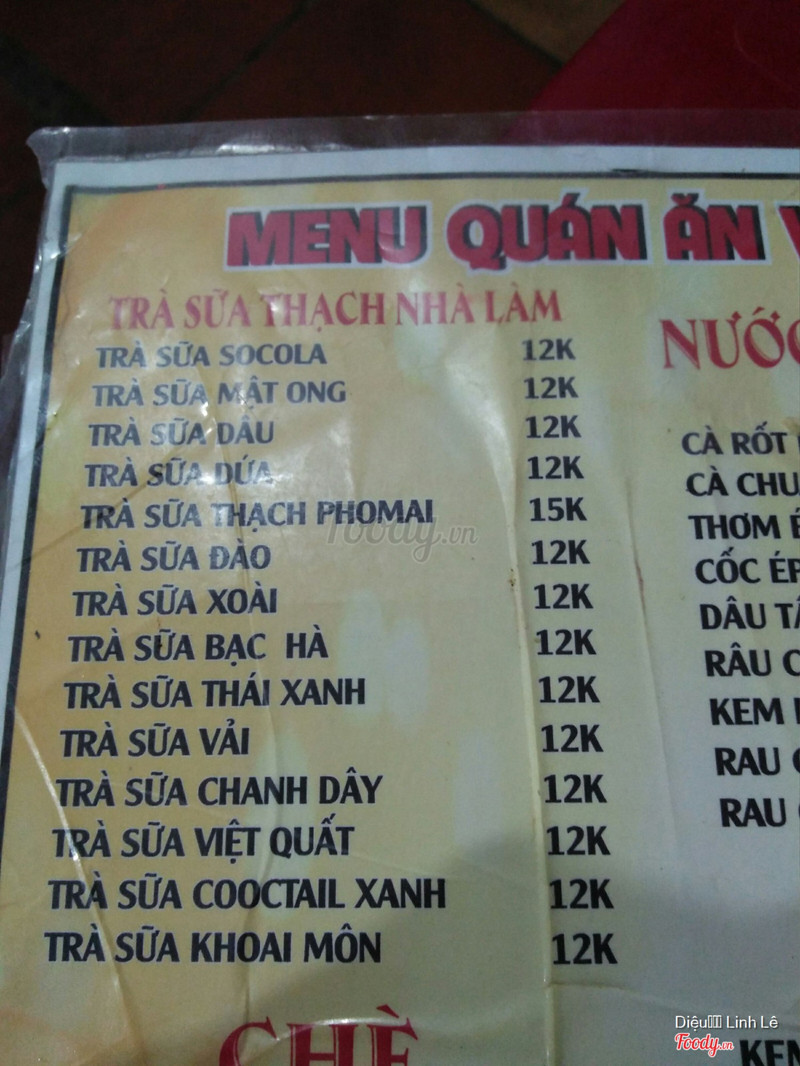 MENU QUÁN ĂN
TRÀ SỮA THẠCH NHÀ LÀM
TRÀ SỮA SOCOLA 12K
TRÀ SỮA MẬT ONG 12K
TRÀ SỮA DÂU 12K
TRÀ SỮA DỨA 12K
TRÀ SỮA THẠCH PHOMAI 15K
TRÀ SỮA ĐÀO 12K
TRÀ SỮA XOÀI 12K
TRÀ SỮA BẠC HÀ 12K
TRÀ SỮA THÁI XANH 12K
TRÀ SỮA VẢI 12K
TRÀ SỮA CHANH DÂY 12K
TRÀ SỮA VIỆT QUẤT 12K
TRÀ SỮA COOCTAIL XANH 12K
TRÀ SỮA KHOAI MÔN 12K
CHÈ
NƯỚC
CÀ RỐT
CÀ CHUA
THƠM É
CỐC ÉP
DÂU TÂ
RÂU C
KEM
RAU
RAU
KEM
Foody.vn
Diệu Linh Lê
Foody.vn